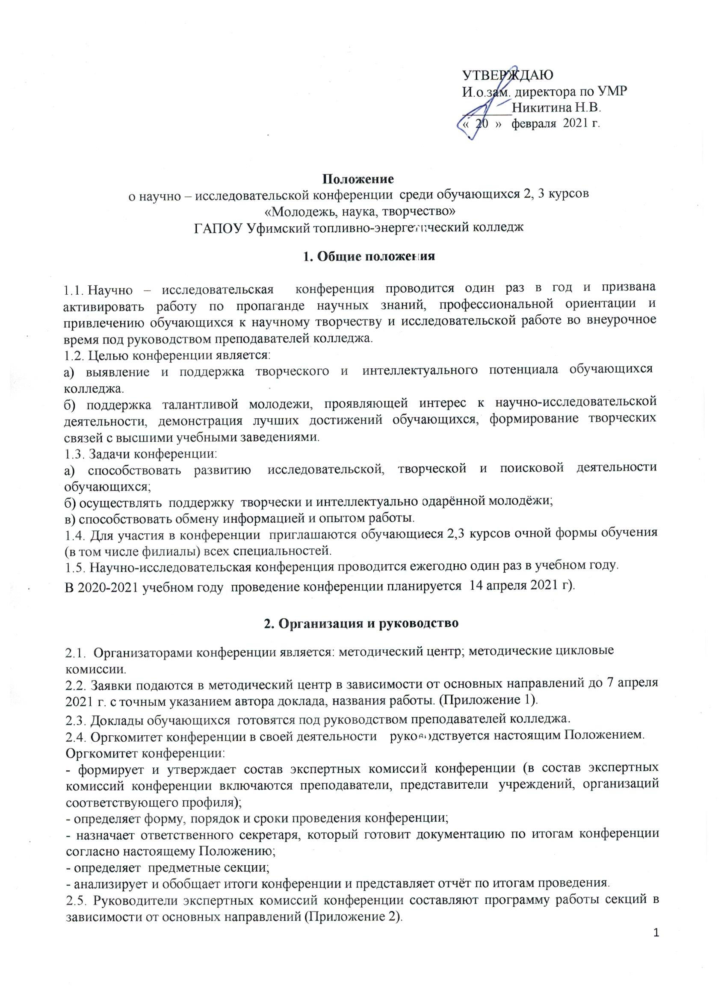 УТВЕРЖДАЮ
И.о.зам. директора по УМР
________Никитина Н.В.
« 20 » февраля 2021 г.
Положение
о научно – исследовательской конференции среди обучающихся 2, 3 курсов
«Молодежь, наука, творчество»
ГАПОУ Уфимский топливно-энергетический колледж
1. Общие положения
1.1. Научно – исследовательская конференция проводится один раз в год и призвана
активировать работу по пропаганде научных знаний, профессиональной ориентации и
привлечению обучающихся к научному творчеству и исследовательской работе во внеурочное
время под руководством преподавателей колледжа.
1.2. Целью конференции является:
а) выявление и поддержка творческого и интеллектуального потенциала обучающихся
колледжа.
б) поддержка талантливой молодежи, проявляющей интерес к научно-исследовательской
деятельности, демонстрация лучших достижений обучающихся, формирование творческих
связей с высшими учебными заведениями.
1.3. Задачи конференции:
а) способствовать развитию исследовательской, творческой и поисковой деятельности
обучающихся;
б) осуществлять поддержку творчески и интеллектуально одарённой молодёжи;
в) способствовать обмену информацией и опытом работы.
1.4. Для участия в конференции приглашаются обучающиеся 2,3 курсов очной формы обучения
(в том числе филиалы) всех специальностей.
1.5. Научно-исследовательская конференция проводится ежегодно один раз в учебном году.
В 2020-2021 учебном году проведение конференции планируется 14 апреля 2021 г).
2. Организация и руководство
2.1. Организаторами конференции является: методический центр; методические цикловые
комиссии.
2.2. Заявки подаются в методический центр в зависимости от основных направлений до 7 апреля
2021 г. с точным указанием автора доклада, названия работы. (Приложение 1).
2.3. Доклады обучающихся готовятся под руководством преподавателей колледжа.
2.4. Оргкомитет конференции в своей деятельности руководствуется настоящим Положением.
Оргкомитет конференции:
- формирует и утверждает состав экспертных комиссий конференции (в состав экспертных
комиссий конференции включаются преподаватели, представители учреждений, организаций
соответствующего профиля);
- определяет форму, порядок и сроки проведения конференции;
- назначает ответственного секретаря, который готовит документацию по итогам конференции
согласно настоящему Положению;
- определяет предметные секции;
- анализирует и обобщает итоги конференции и представляет отчёт по итогам проведения.
2.5. Руководители экспертных комиссий конференции составляют программу работы секций в
зависимости от основных направлений (Приложение 2).
1